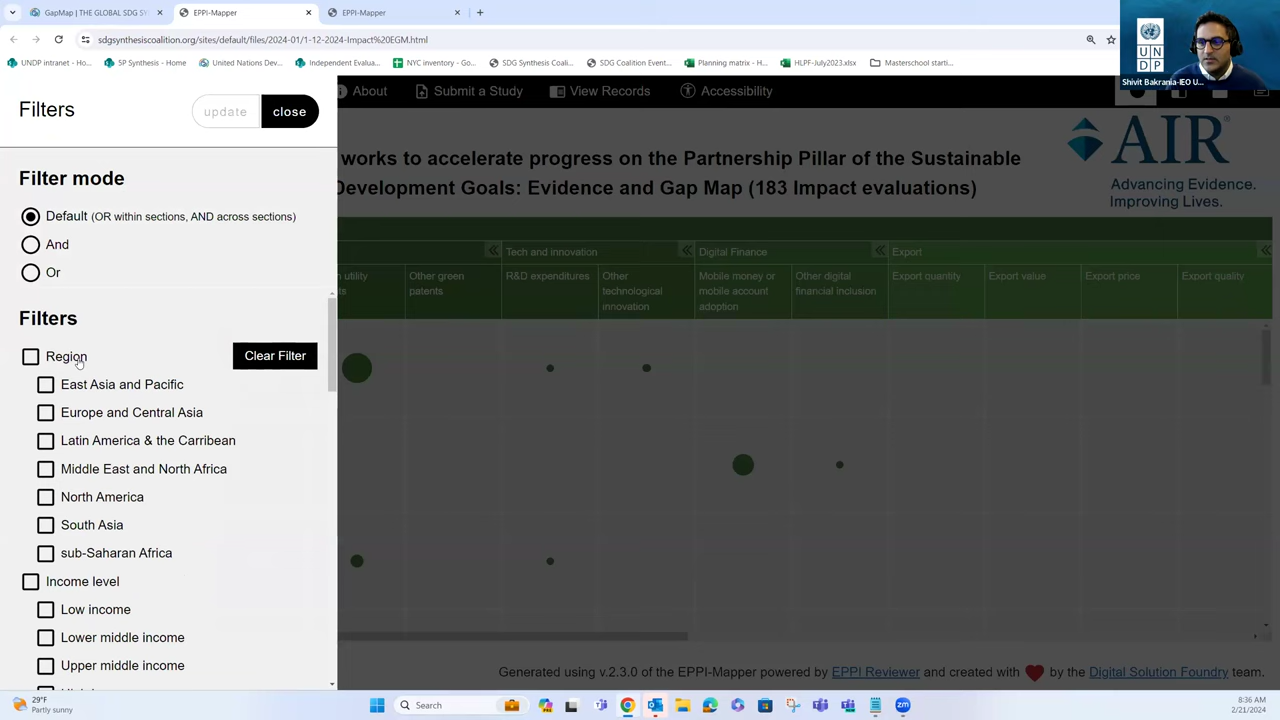 GapMap | THE GLOBAL SDG SY
EPPI-Mapper
EPPI-Mapper
sdgsynthesiscoalition.org/sites/default/files/2024-01/1-12-2024-Impact%20EGM.html
UNDP intranet - Ho...
SP Synthesis - Home
United Nations Dev...
Independent Evalua...
NYC inventory - Go...
SDG Synthesis Coali...
SDG Coalition Event...
Planning matrix - H...
HLPF-July2023.xlsx
Masterschool starti...
U N
D P
Shivit Bakrania-IEO U...
Filters
update
close
About
Submit a Study
View Records
Accessibility
works to accelerate progress on the Partnership Pillar of the Sustainable
Development Goals: Evidence and Gap Map (183 Impact evaluations)
AIR®
Advancing Evidence.
Improving Lives.
Filter mode
Default (OR within sections, AND across sections)
And
Or
Tech and innovation
Digital Finance
Export
utility
Other green
patents
R&D expenditures
Other
technological
innovation
Mobile money or
mobile account
adoption
Other digital
financial inclusion
Export quantity
Export value
Export price
Export quality
Filters
Region
Clear Filter
East Asia and Pacific
Europe and Central Asia
Latin America & the Carribean
Middle East and North Africa
North America
South Asia
sub-Saharan Africa
Income level
Low income
Lower middle income
Upper middle income
Generated using v.2.3.0 of the EPPI-Mapper powered by EPPI Reviewer and created with ❤ by the Digital Solution Foundry team.
29°F
Partly sunny
Search
8:36 AM
2/21/2024